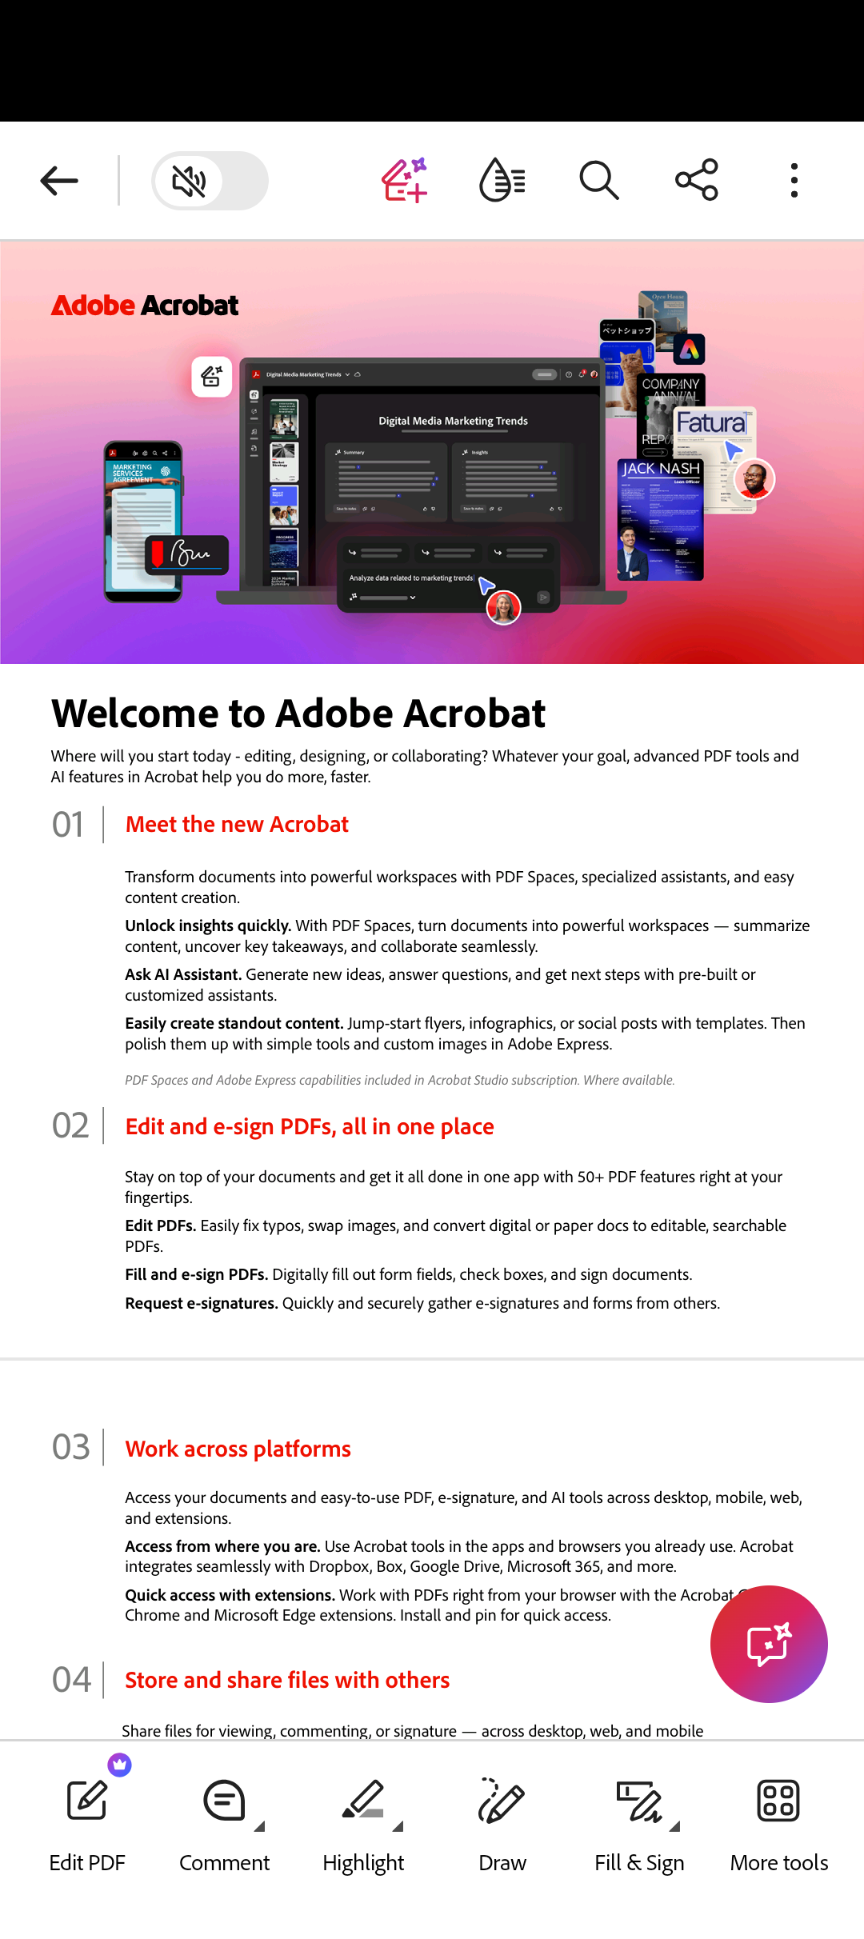 Adobe Acrobat
Open House
ペットショップ
Digital Media Marketing Trends
COMPANY
ANNUAL
Digital Media Marketing Trends
Fatura
Summary
Insights
MARKETING
SERVICES
AGREEMENT
JACK NASH
Analyze data related to marketing trends
Welcome to Adobe Acrobat
Where will you start today - editing, designing, or collaborating? Whatever your goal, advanced PDF tools and
AI features in Acrobat help you do more, faster.
01
Meet the new Acrobat
Transform documents into powerful workspaces with PDF Spaces, specialized assistants, and easy
content creation.
Unlock insights quickly. With PDF Spaces, turn documents into powerful workspaces — summarize
content, uncover key takeaways, and collaborate seamlessly.
Ask AI Assistant. Generate new ideas, answer questions, and get next steps with pre-built or
customized assistants.
Easily create standout content. Jump-start flyers, infographics, or social posts with templates. Then
polish them up with simple tools and custom images in Adobe Express.
PDF Spaces and Adobe Express capabilities included in Acrobat Studio subscription. Where available.
02
Edit and e-sign PDFs, all in one place
Stay on top of your documents and get it all done in one app with 50+ PDF features right at your
fingertips.
Edit PDFs. Easily fix typos, swap images, and convert digital or paper docs to editable, searchable
PDFs.
Fill and e-sign PDFs. Digitally fill out form fields, check boxes, and sign documents.
Request e-signatures. Quickly and securely gather e-signatures and forms from others.
03
Work across platforms
Access your documents and easy-to-use PDF, e-signature, and AI tools across desktop, mobile, web,
and extensions.
Access from where you are. Use Acrobat tools in the apps and browsers you already use. Acrobat
integrates seamlessly with Dropbox, Box, Google Drive, Microsoft 365, and more.
Quick access with extensions. Work with PDFs right from your browser with the Acrobat
Chrome and Microsoft Edge extensions. Install and pin for quick access.
04
Store and share files with others
Share files for viewing, commenting, or signature — across desktop, web, and mobile
Edit PDF
Comment
Highlight
Draw
Fill & Sign
More tools